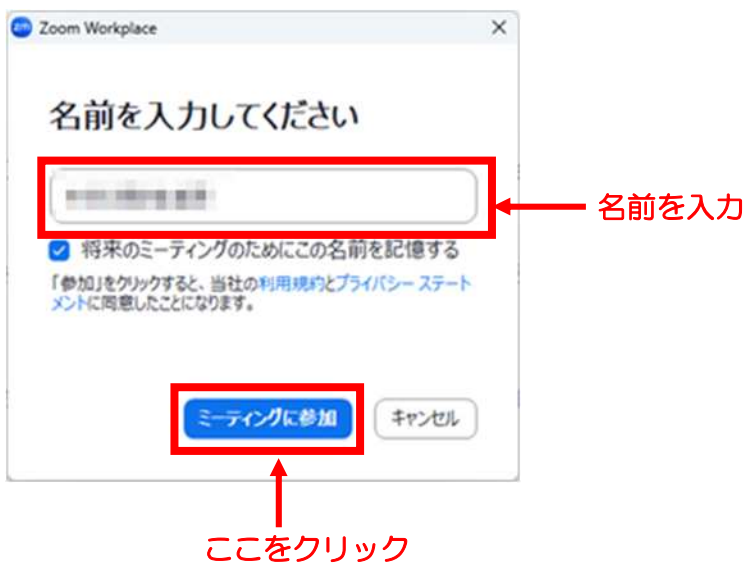 Zoom Workplace
名前を入力してください
名前を入力
将来のミーティングのためにこの名前を記憶する
「参加」をクリックすると、当社の利用規約とプライバシー ステート
メントに同意したことになります。
ミーティングに参加
キャンセル
ここをクリック